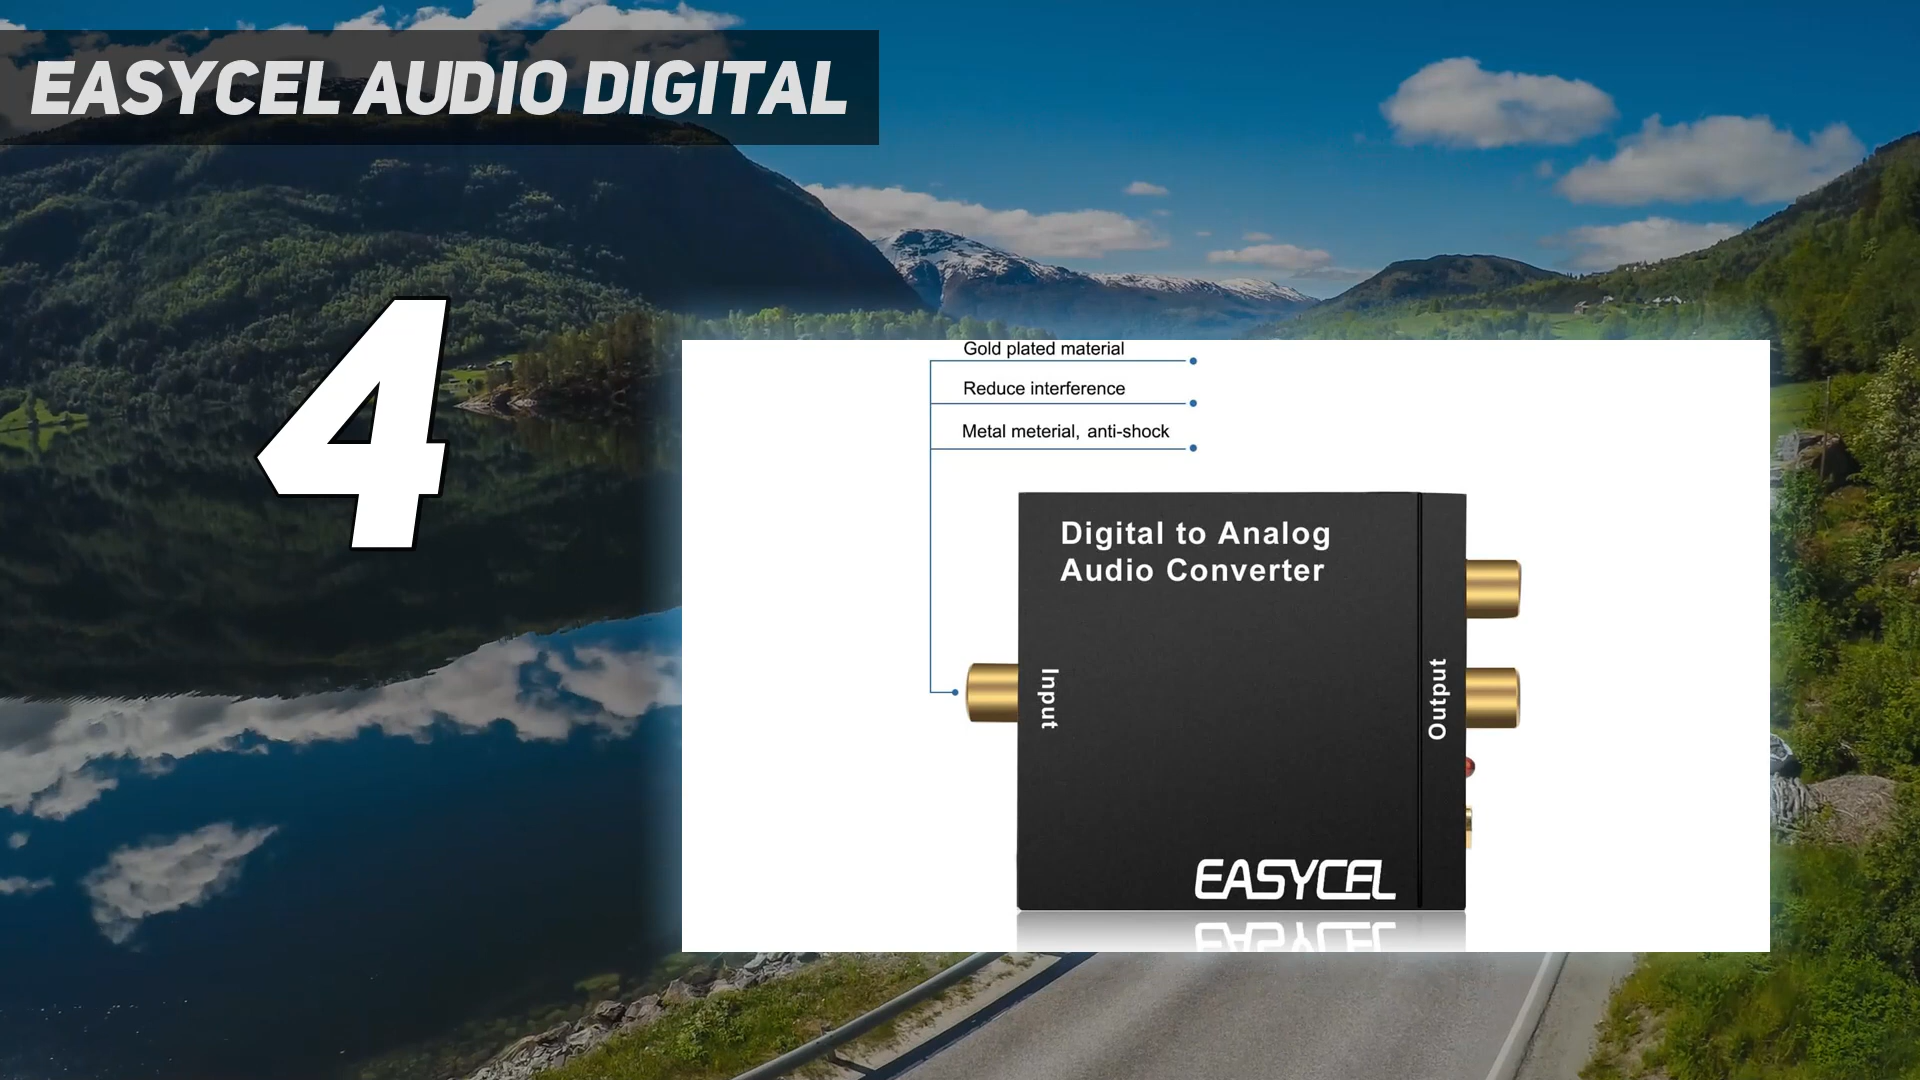 EASYCEL AUDIO DIGITAL
4
Gold plated material
Reduce interference
Metal meterial, anti-shock
Digital to Analog
Audio Converter
Input
Output
EASYCEL